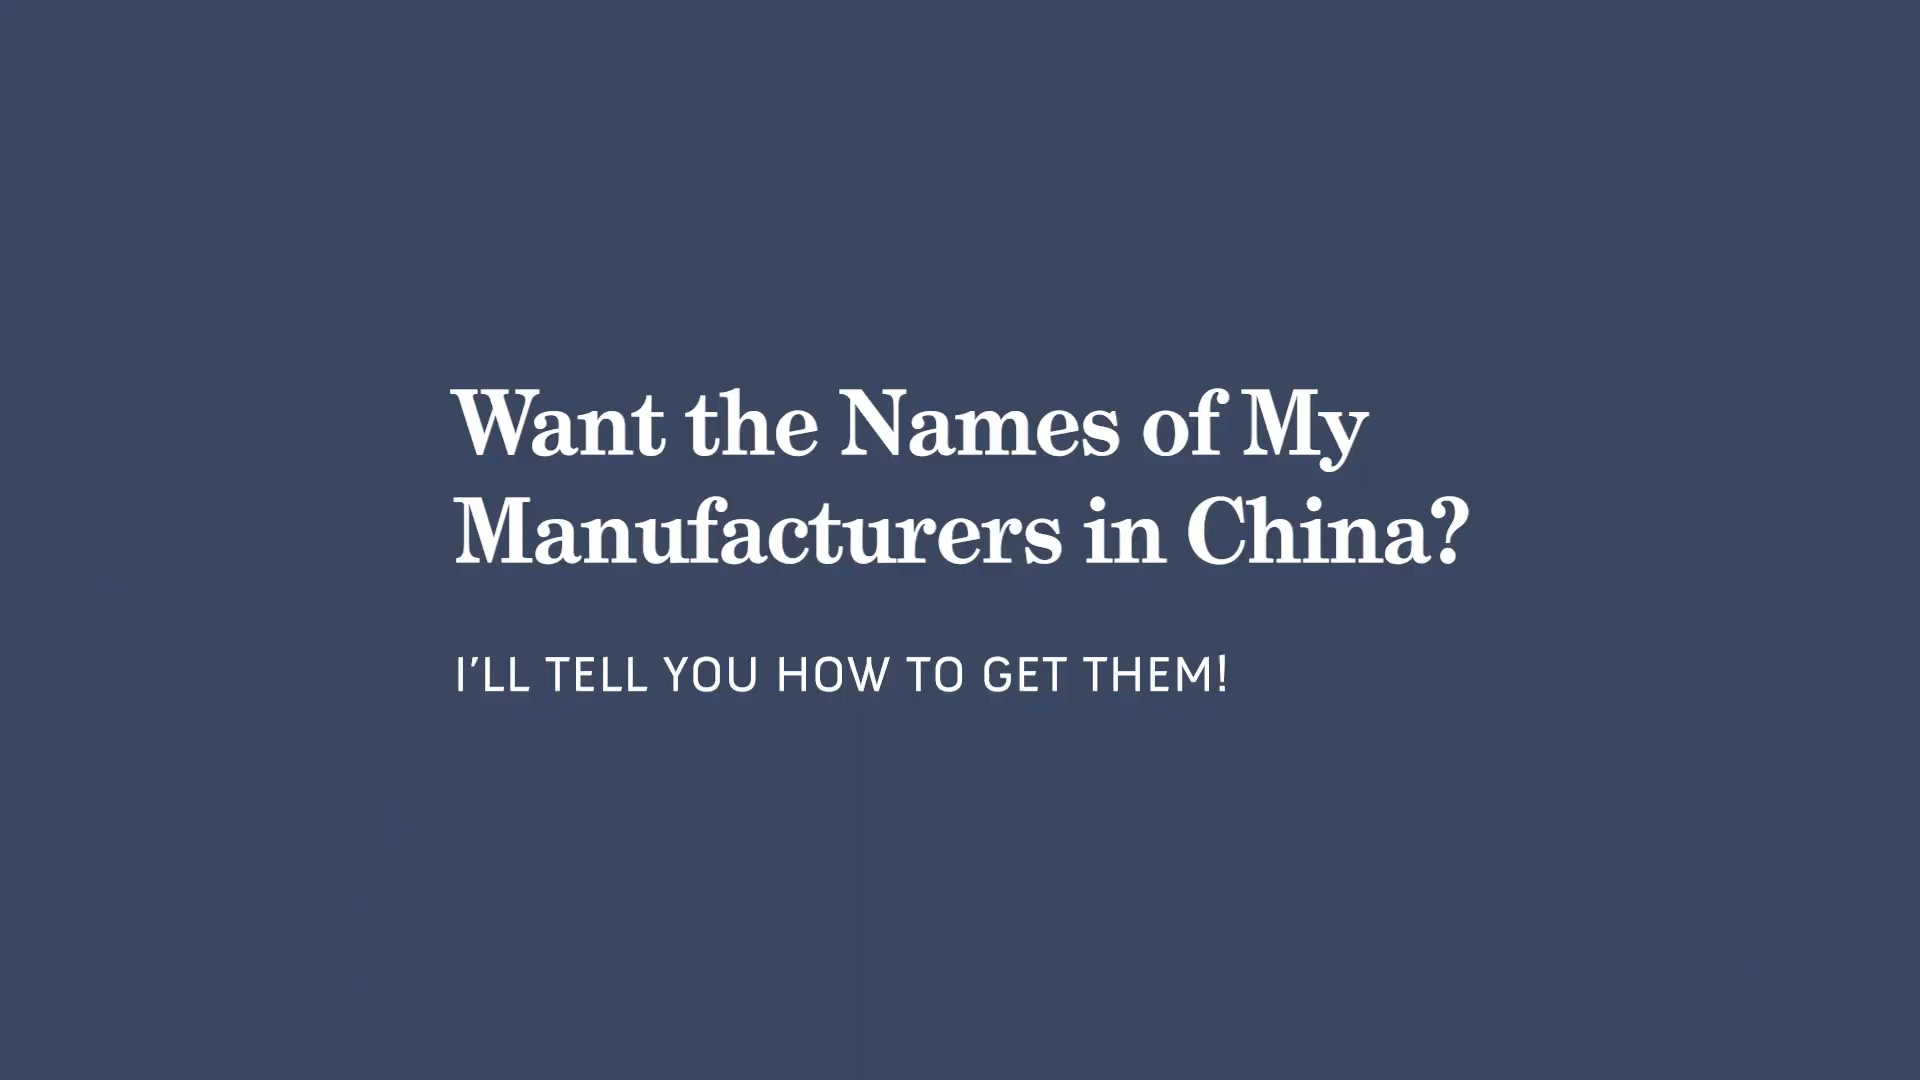 Want the Names of My
Manufacturers in China?
I’LL TELL YOU HOW TO GET THEM!